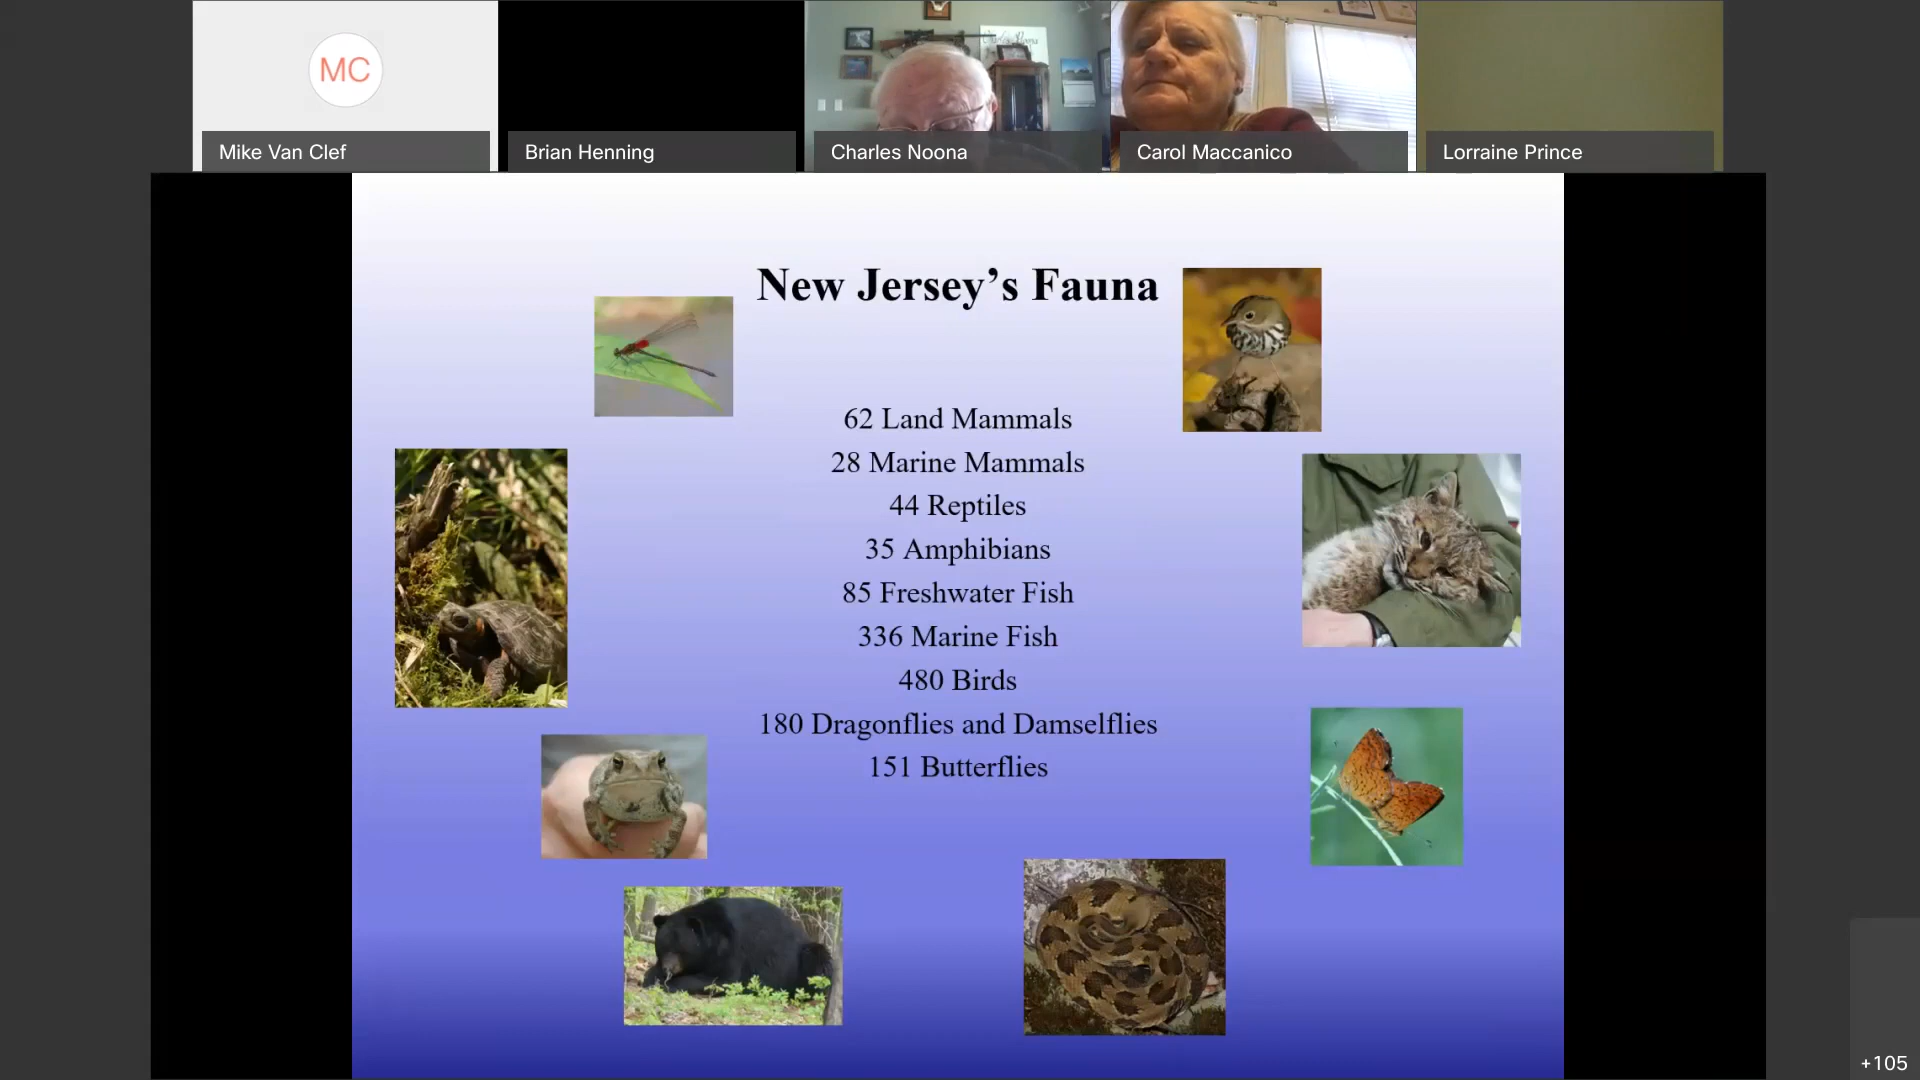 MC
Mike Van Clef
Brian Henning
Charles Noona
Carol Maccanico
Lorraine Prince
New Jersey’s Fauna
62 Land Mammals
28 Marine Mammals
44 Reptiles
35 Amphibians
85 Freshwater Fish
336 Marine Fish
480 Birds
180 Dragonflies and Damselflies
151 Butterflies
+105